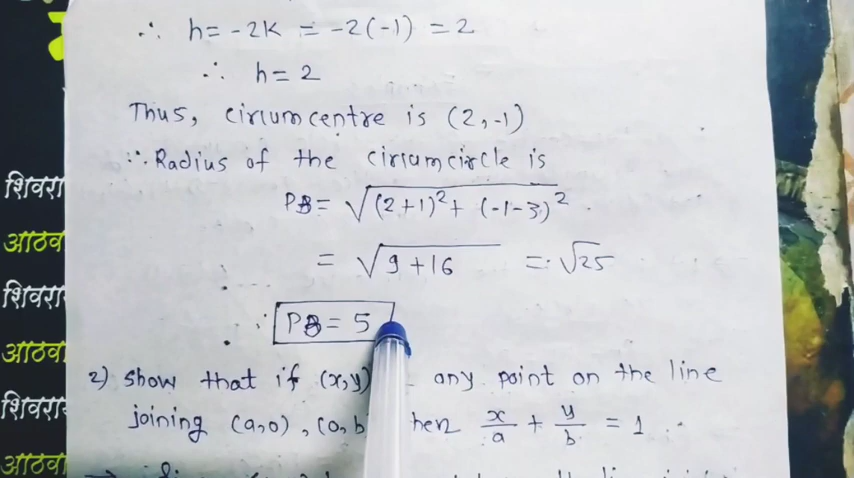 ∴ h = -2K = -2(-1) = 2
∴ h = 2
Thus, circumcentre is (2,-1)
∴ Radius of the circumcircle is
PB = √(2+1)² + (-1-3)²
= √9+16 = √25
∴ PB = 5
2) Show that if (x,y) any point on the line
joining (a,0), (0,b x/a + y/b = 1
शिवरा
आठव
शिवरा
आठव
शिवरा
आठव